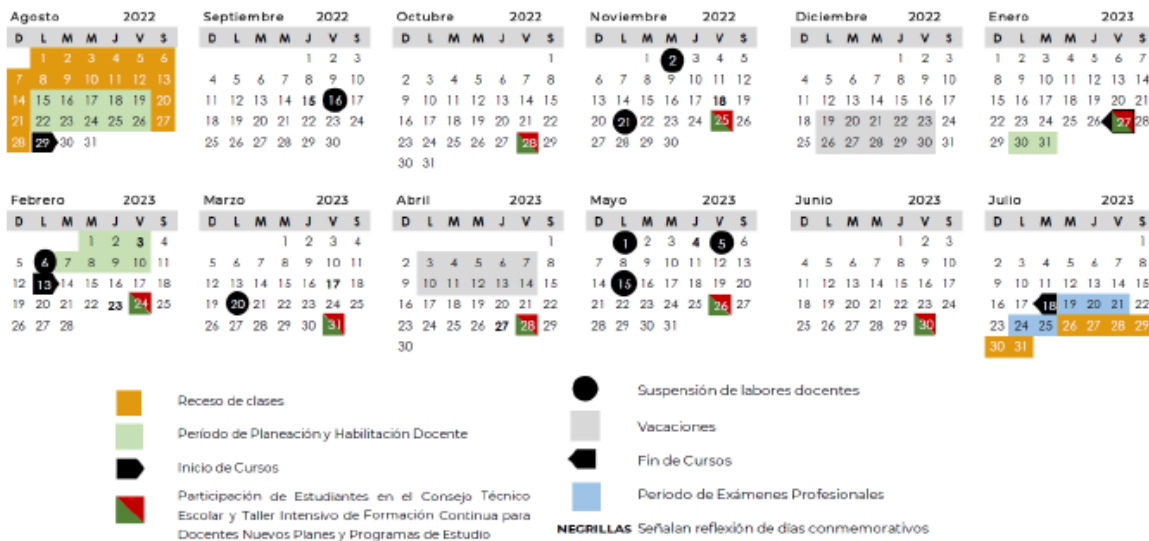 Agosto 2022 Septiembre 2022 Octubre 2022 Noviembre 2022 Diciembre 2022 Enero 2023
D L M M J V S D L M M J V S D L M M J V S D L M M J V S D L M M J V S D L M M J V S
1 2 3 4 5 6 1 2 3 1 1 2 3 4 5 1 2 3 1 2 3 4 5 6 7
7 8 9 10 11 12 13 4 5 6 7 8 9 10 2 3 4 5 6 7 8 6 7 8 9 10 11 12 4 5 6 7 8 9 10 8 9 10 11 12 13 14
14 15 16 17 18 19 20 11 12 13 14 15 16 17 9 10 11 12 13 14 15 13 14 15 16 17 18 19 11 12 13 14 15 16 17 15 16 17 18 19 20 21
21 22 23 24 25 26 27 18 19 20 21 22 23 24 16 17 18 19 20 21 22 20 21 22 23 24 25 26 18 19 20 21 22 23 24 22 23 24 25 26 27 28
28 29 30 31 25 26 27 28 29 30 23 24 25 26 27 28 29 27 28 29 30 25 26 27 28 29 30 31 29 30 31
30 31
Febrero 2023 Marzo 2023 Abril 2023 Mayo 2023 Junio 2023 Julio 2023
D L M M J V S D L M M J V S D L M M J V S D L M M J V S D L M M J V S D L M M J V S
1 2 3 4 1 2 3 4 1 1 2 3 4 5 6 1 2 3 1
5 6 7 8 9 10 11 5 6 7 8 9 10 11 2 3 4 5 6 7 8 7 8 9 10 11 12 13 4 5 6 7 8 9 10 2 3 4 5 6 7 8
12 13 14 15 16 17 18 12 13 14 15 16 17 18 9 10 11 12 13 14 15 14 15 16 17 18 19 20 11 12 13 14 15 16 17 9 10 11 12 13 14 15
19 20 21 22 23 24 25 19 20 21 22 23 24 25 16 17 18 19 20 21 22 21 22 23 24 25 26 27 18 19 20 21 22 23 24 16 17 18 19 20 21 22
26 27 28 26 27 28 29 30 31 23 24 25 26 27 28 29 28 29 30 31 25 26 27 28 29 30 23 24 25 26 27 28 29
30 30 31
Receso de clases
Período de Planeación y Habilitación Docente
Inicio de Cursos
Participación de Estudiantes en el Consejo Técnico
Escolar y Taller Intensivo de Formación Continua para
Docentes Nuevos Planes y Programas de Estudio
Suspensión de labores docentes
Vacaciones
Fin de Cursos
Período de Exámenes Profesionales
NEGRILLAS Señalan reflexión de días conmemorativos